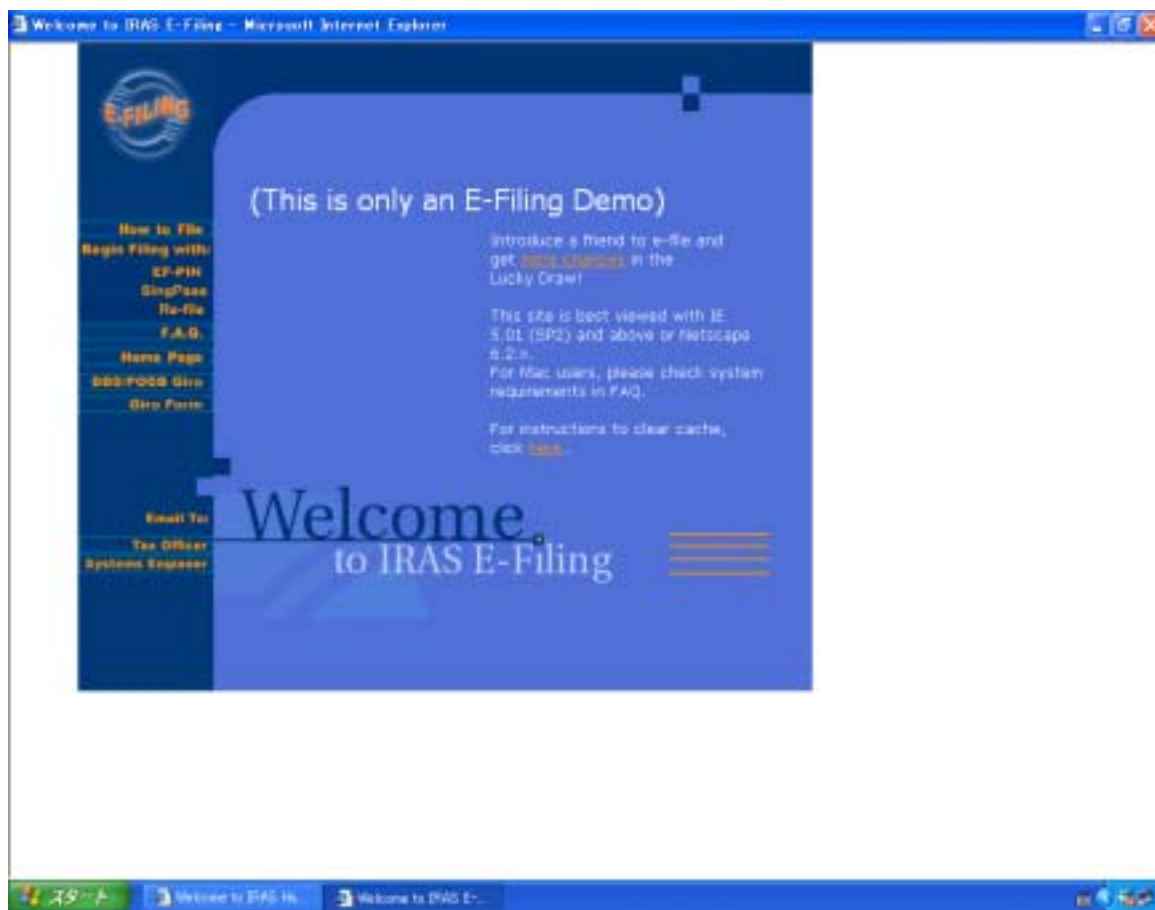 Welcome to IRAS E-Filing - Microsoft Internet Explorer
E-FILING
(This is only an E-Filing Demo)
How to File
Begin Filing with:
EF-PIN
SingPass
Re-file
F.A.Q.
Home Page
DBS/POSB Giro
Giro Form
Introduce a friend to e-file and
get more chances in the
Lucky Draw!
This site is best viewed with IE
5.01 (SP2) and above or Netscape
6.2.x.
For Mac users, please check system
requirements in FAQ.
For instructions to clear cache,
click here..
Email To:
Tax Officer
Systems Engineer
Welcome
to IRAS E-Filing
スタート
Welcome to IRAS
Welcome to IRAS E-...